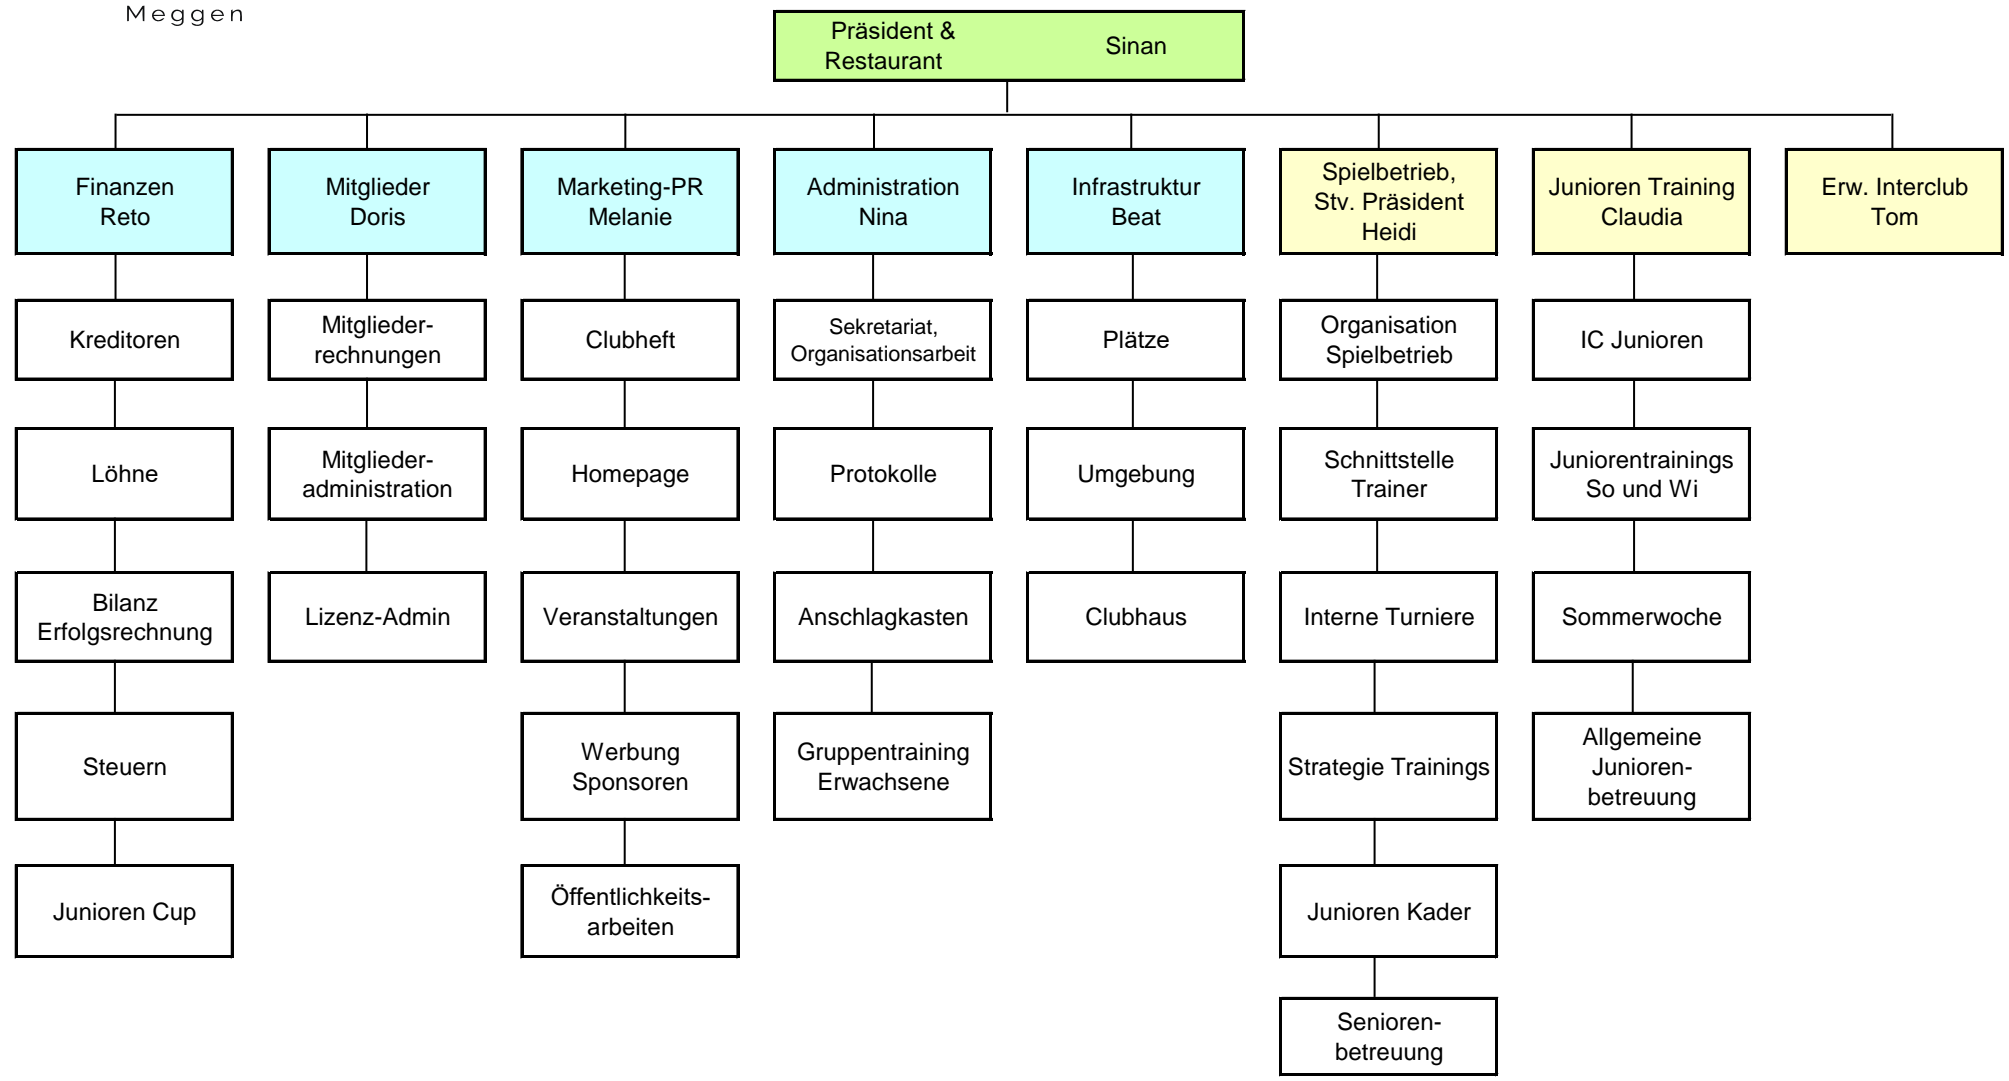 Meggen
Präsident &
Restaurant
Sinan
Finanzen
Reto
Mitglieder
Doris
Marketing-PR
Melanie
Administration
Nina
Infrastruktur
Beat
Spielbetrieb,
Stv. Präsident
Heidi
Junioren Training
Claudia
Erw. Interclub
Tom
Kreditoren
Mitglieder-
rechnungen
Clubheft
Sekretariat,
Organisationsarbeit
Plätze
Organisation
Spielbetrieb
IC Junioren
Löhne
Mitglieder-
administration
Homepage
Protokolle
Umgebung
Schnittstelle
Trainer
Juniorentrainings
So und Wi
Bilanz
Erfolgsrechnung
Lizenz-Admin
Veranstaltungen
Anschlagkasten
Clubhaus
Interne Turniere
Sommerwoche
Steuern
Werbung
Sponsoren
Gruppentraining
Erwachsene
Strategie Trainings
Allgemeine
Junioren-
betreuung
Junioren Cup
Öffentlichkeits-
arbeiten
Junioren Kader
Senioren-
betreuung